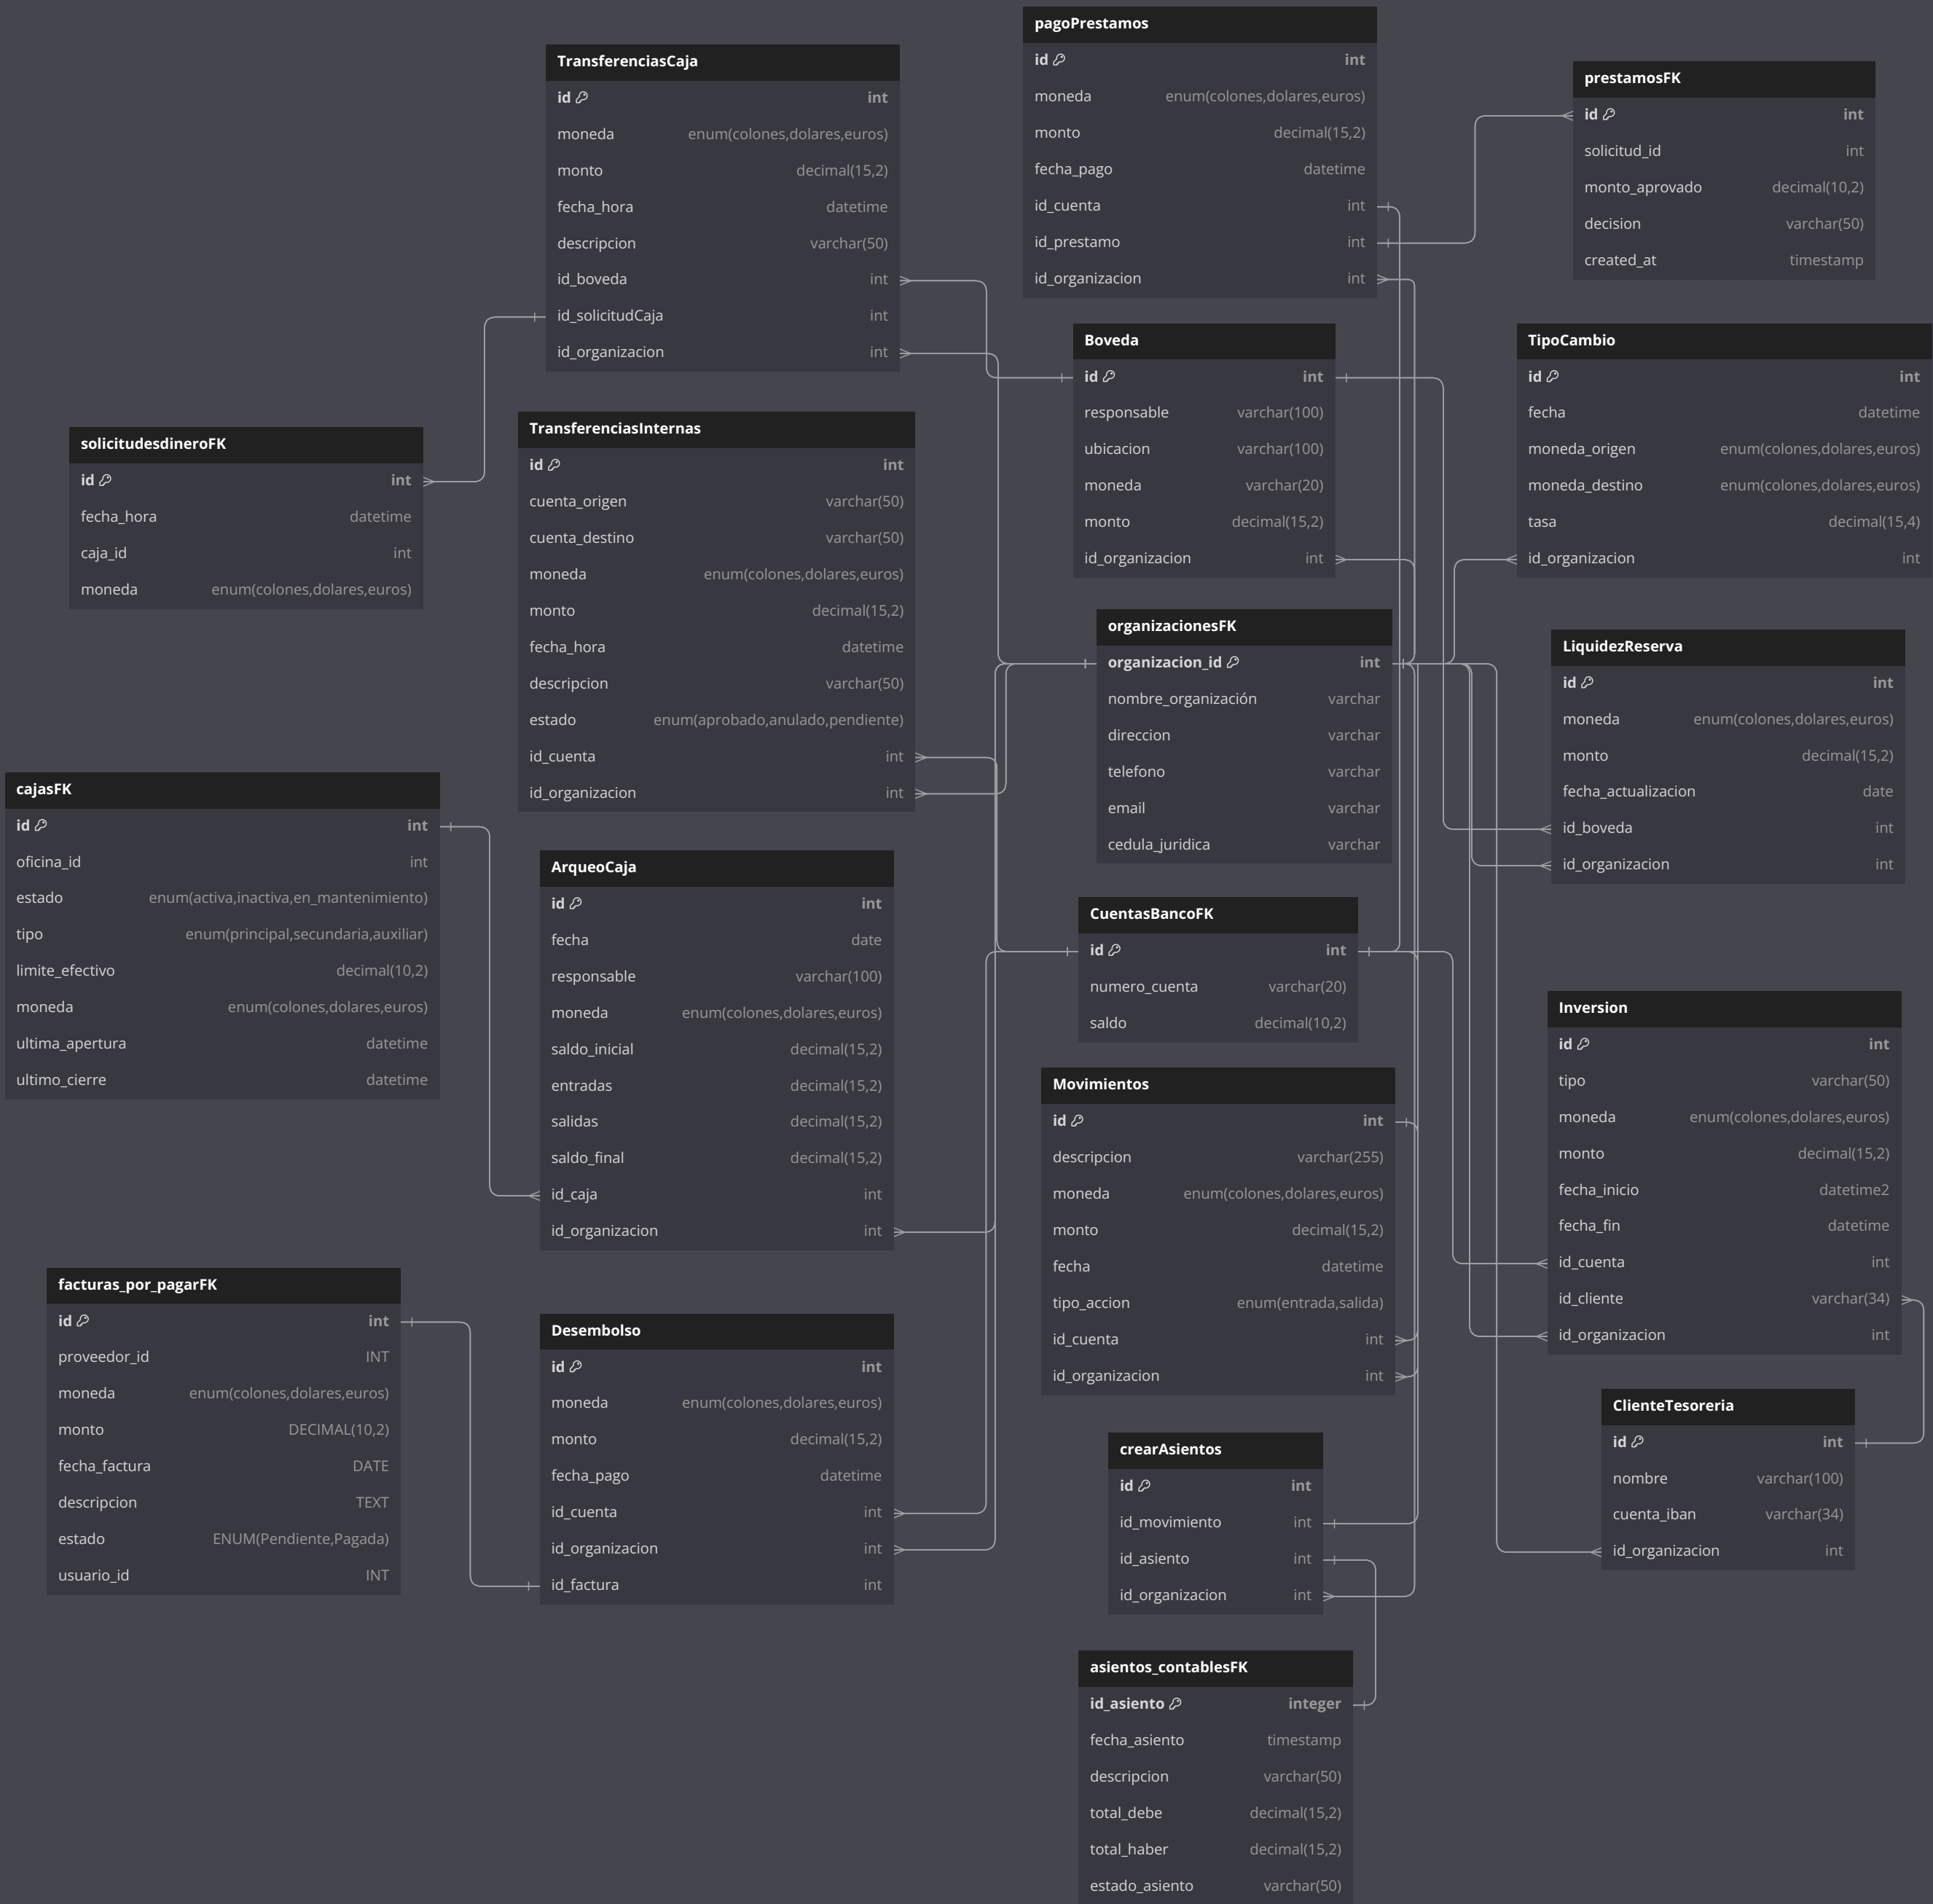 pagoPrestamos
id int
moneda enum(colones,dolares,euros)
monto decimal(15,2)
fecha_pago datetime
id_cuenta int
id_prestamo int
id_organizacion int
TransferenciasCaja
id int
moneda enum(colones,dolares,euros)
monto decimal(15,2)
fecha_hora datetime
descripcion varchar(50)
id_boveda int
id_solicitudCaja int
id_organizacion int
prestamosFK
id int
solicitud_id int
monto_aprovado decimal(10,2)
decision varchar(50)
created_at timestamp
Boveda
id int
responsable varchar(100)
ubicacion varchar(100)
moneda varchar(20)
monto decimal(15,2)
id_organizacion int
TipoCambio
id int
fecha datetime
moneda_origen enum(colones,dolares,euros)
moneda_destino enum(colones,dolares,euros)
tasa decimal(15,4)
id_organizacion int
solicitudesdineroFK
id int
fecha_hora datetime
caja_id int
moneda enum(colones,dolares,euros)
TransferenciasInternas
id int
cuenta_origen varchar(50)
cuenta_destino varchar(50)
moneda enum(colones,dolares,euros)
monto decimal(15,2)
fecha_hora datetime
descripcion varchar(50)
estado enum(aprobado,anulado,pendiente)
id_cuenta int
id_organizacion int
organizacionesFK
organizacion_id int
nombre_organización varchar
direccion varchar
telefono varchar
email varchar
cedula_juridica varchar
LiquidezReserva
id int
moneda enum(colones,dolares,euros)
monto decimal(15,2)
fecha_actualizacion date
id_boveda int
id_organizacion int
cajasFK
id int
oficina_id int
estado enum(activa,inactiva,en_mantenimiento)
tipo enum(principal,secundaria,auxiliar)
limite_efectivo decimal(10,2)
moneda enum(colones,dolares,euros)
ultima_apertura datetime
ultimo_cierre datetime
ArqueoCaja
id int
fecha date
responsable varchar(100)
moneda enum(colones,dolares,euros)
saldo_inicial decimal(15,2)
entradas decimal(15,2)
salidas decimal(15,2)
saldo_final decimal(15,2)
id_caja int
id_organizacion int
CuentasBancoFK
id int
numero_cuenta varchar(20)
saldo decimal(10,2)
Inversion
id int
tipo varchar(50)
moneda enum(colones,dolares,euros)
monto decimal(15,2)
fecha_inicio datetime2
fecha_fin datetime
id_cuenta int
id_cliente varchar(34)
id_organizacion int
Movimientos
id int
descripcion varchar(255)
moneda enum(colones,dolares,euros)
monto decimal(15,2)
fecha datetime
tipo_accion enum(entrada,salida)
id_cuenta int
id_organizacion int
facturas_por_pagarFK
id int
proveedor_id INT
moneda enum(colones,dolares,euros)
monto DECIMAL(10,2)
fecha_factura DATE
descripcion TEXT
estado ENUM(Pendiente,Pagada)
usuario_id INT
Desembolso
id int
moneda enum(colones,dolares,euros)
monto decimal(15,2)
fecha_pago datetime
id_cuenta int
id_organizacion int
id_factura int
ClienteTesoreria
id int
nombre varchar(100)
cuenta_iban varchar(34)
id_organizacion int
crearAsientos
id int
id_movimiento int
id_asiento int
id_organizacion int
asientos_contablesFK
id_asiento integer
fecha_asiento timestamp
descripcion varchar(50)
total_debe decimal(15,2)
total_haber decimal(15,2)
estado_asiento varchar(50)